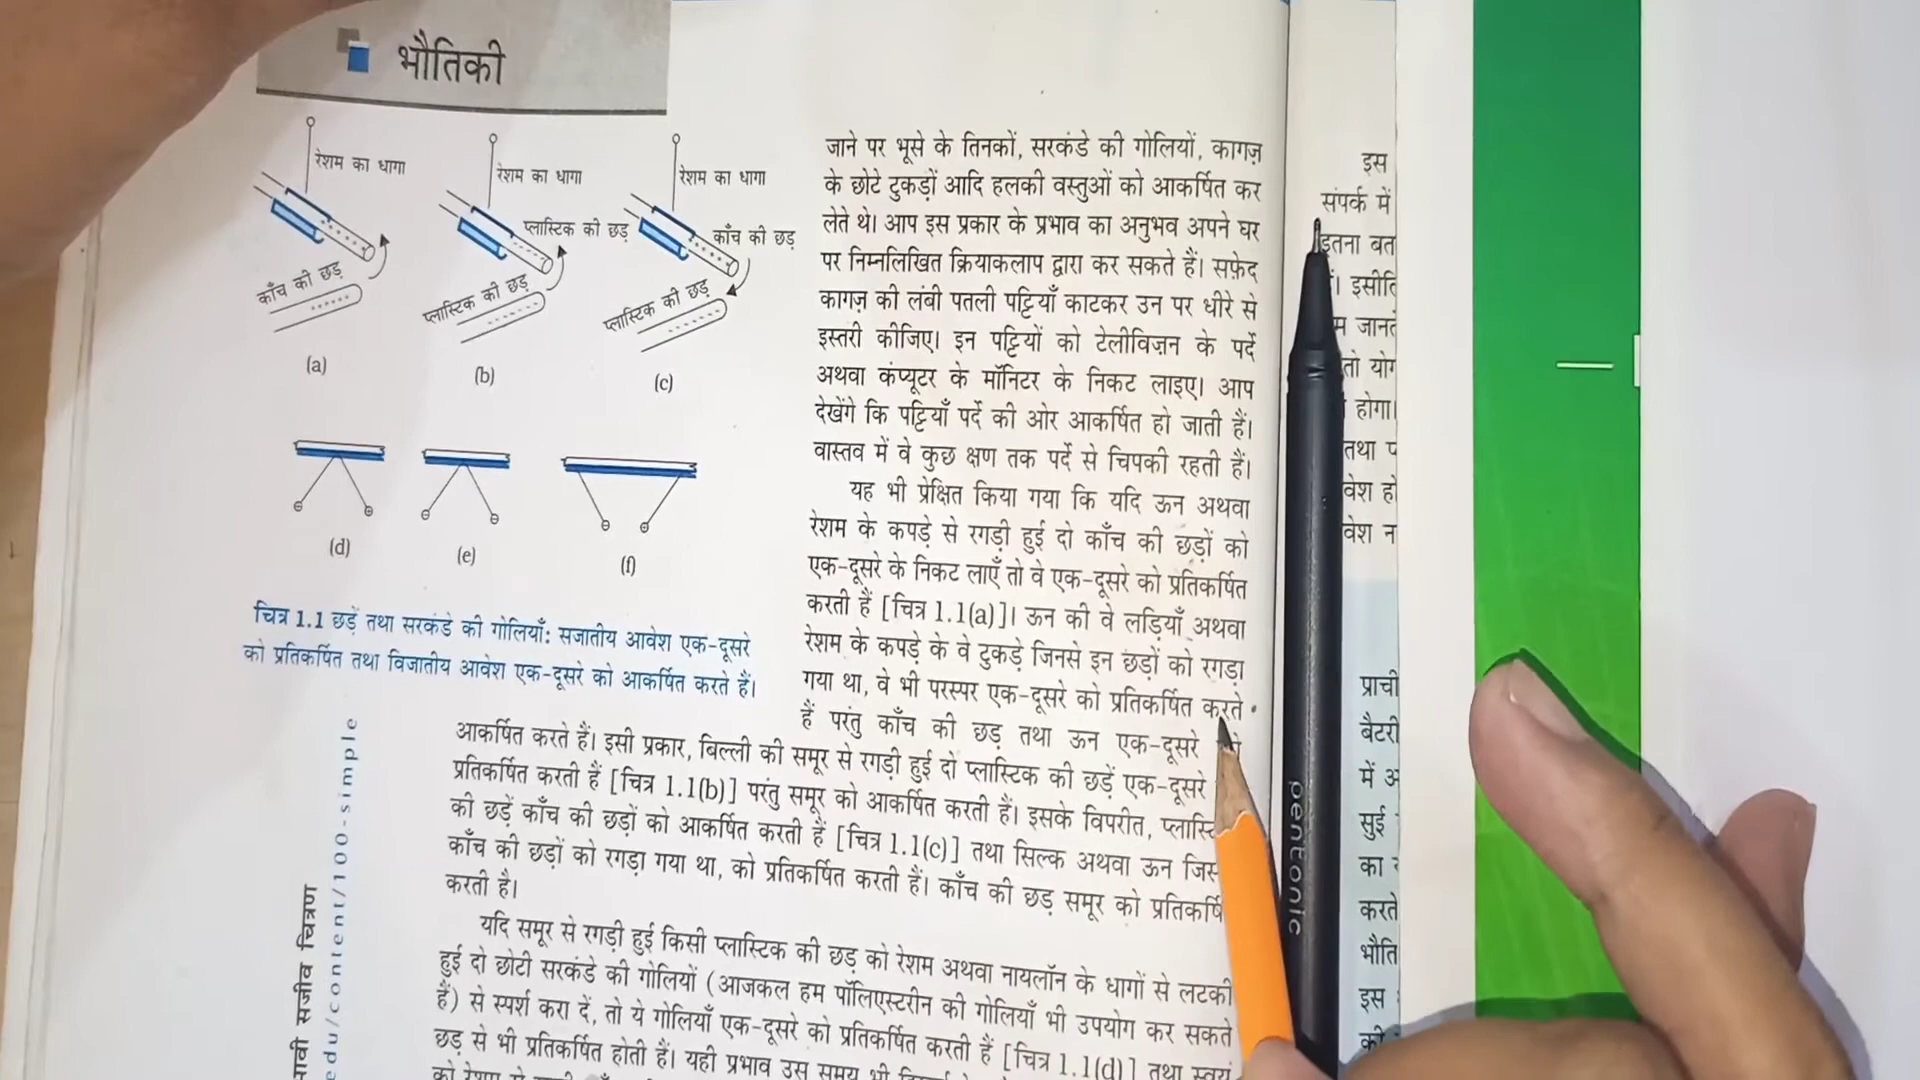 भौतिकी
रेशम का धागा
रेशम का धागा
रेशम का धागा
प्लास्टिक की छड़
काँच की छड़
काँच की छड़
प्लास्टिक की छड़
प्लास्टिक की छड़
(a)
(b)
(c)
(d)
(e)
(f)
चित्र 1.1 छड़ें तथा सरकंडे की गोलियाँ: सजातीय आवेश एक-दूसरे
को प्रतिकर्षित तथा विजातीय आवेश एक-दूसरे को आकर्षित करते हैं।
जाने पर भूसे के तिनकों, सरकंडे की गोलियों, कागज़
के छोटे टुकड़ों आदि हलकी वस्तुओं को आकर्षित कर
लेते थे। आप इस प्रकार के प्रभाव का अनुभव अपने घर
पर निम्नलिखित क्रियाकलाप द्वारा कर सकते हैं। सफ़ेद
कागज़ की लंबी पतली पट्टियाँ काटकर उन पर धीरे से
इस्तरी कीजिए। इन पट्टियों को टेलीविज़न के पर्दे
अथवा कंप्यूटर के मॉनिटर के निकट लाइए। आप
देखेंगे कि पट्टियाँ पर्दे की ओर आकर्षित हो जाती हैं।
वास्तव में वे कुछ क्षण तक पर्दे से चिपकी रहती हैं।
यह भी प्रेक्षित किया गया कि यदि ऊन अथवा
रेशम के कपड़े से रगड़ी हुई दो काँच की छड़ों को
एक-दूसरे के निकट लाएँ तो वे एक-दूसरे को प्रतिकर्षित
करती हैं [चित्र 1.1(a)]। ऊन की वे लड़ियाँ अथवा
रेशम के कपड़े के वे टुकड़े जिनसे इन छड़ों को रगड़ा
गया था, वे भी परस्पर एक-दूसरे को प्रतिकर्षित करते
हैं परंतु काँच की छड़ तथा ऊन एक-दूसरे
आकर्षित करते हैं। इसी प्रकार, बिल्ली की समूर से रगड़ी हुई दो प्लास्टिक की छड़ें एक-दूसरे
प्रतिकर्षित करती हैं [चित्र 1.1(b)] परंतु समूर को आकर्षित करती हैं। इसके विपरीत,
की छड़ें काँच की छड़ों को आकर्षित करती हैं [चित्र 1.1(c)] तथा सिल्क अथवा ऊन
काँच की छड़ों को रगड़ा गया था, को प्रतिकर्षित करती हैं। काँच की छड़ समूर को
करती है।
यदि समूर से रगड़ी हुई किसी प्लास्टिक की छड़ को रेशम अथवा नायलॉन के धागों से लटकी
हुई दो छोटी सरकंडे की गोलियों (आजकल हम पॉलिएस्टरीन की गोलियाँ भी उपयोग कर सकते
हैं) से स्पर्श करा दें, तो ये गोलियाँ एक-दूसरे को प्रतिकर्षित करती हैं [चित्र 1.1(d)] तथा स्वयं
छड़ से भी प्रतिकर्षित होती हैं। यही प्रभाव उस समय भी
सजीव चित्रण
edu/content/100-simple
इस
संपर्क में
इतना
होगा।
तथा
में
सुई
का
करते
इस
pentonic